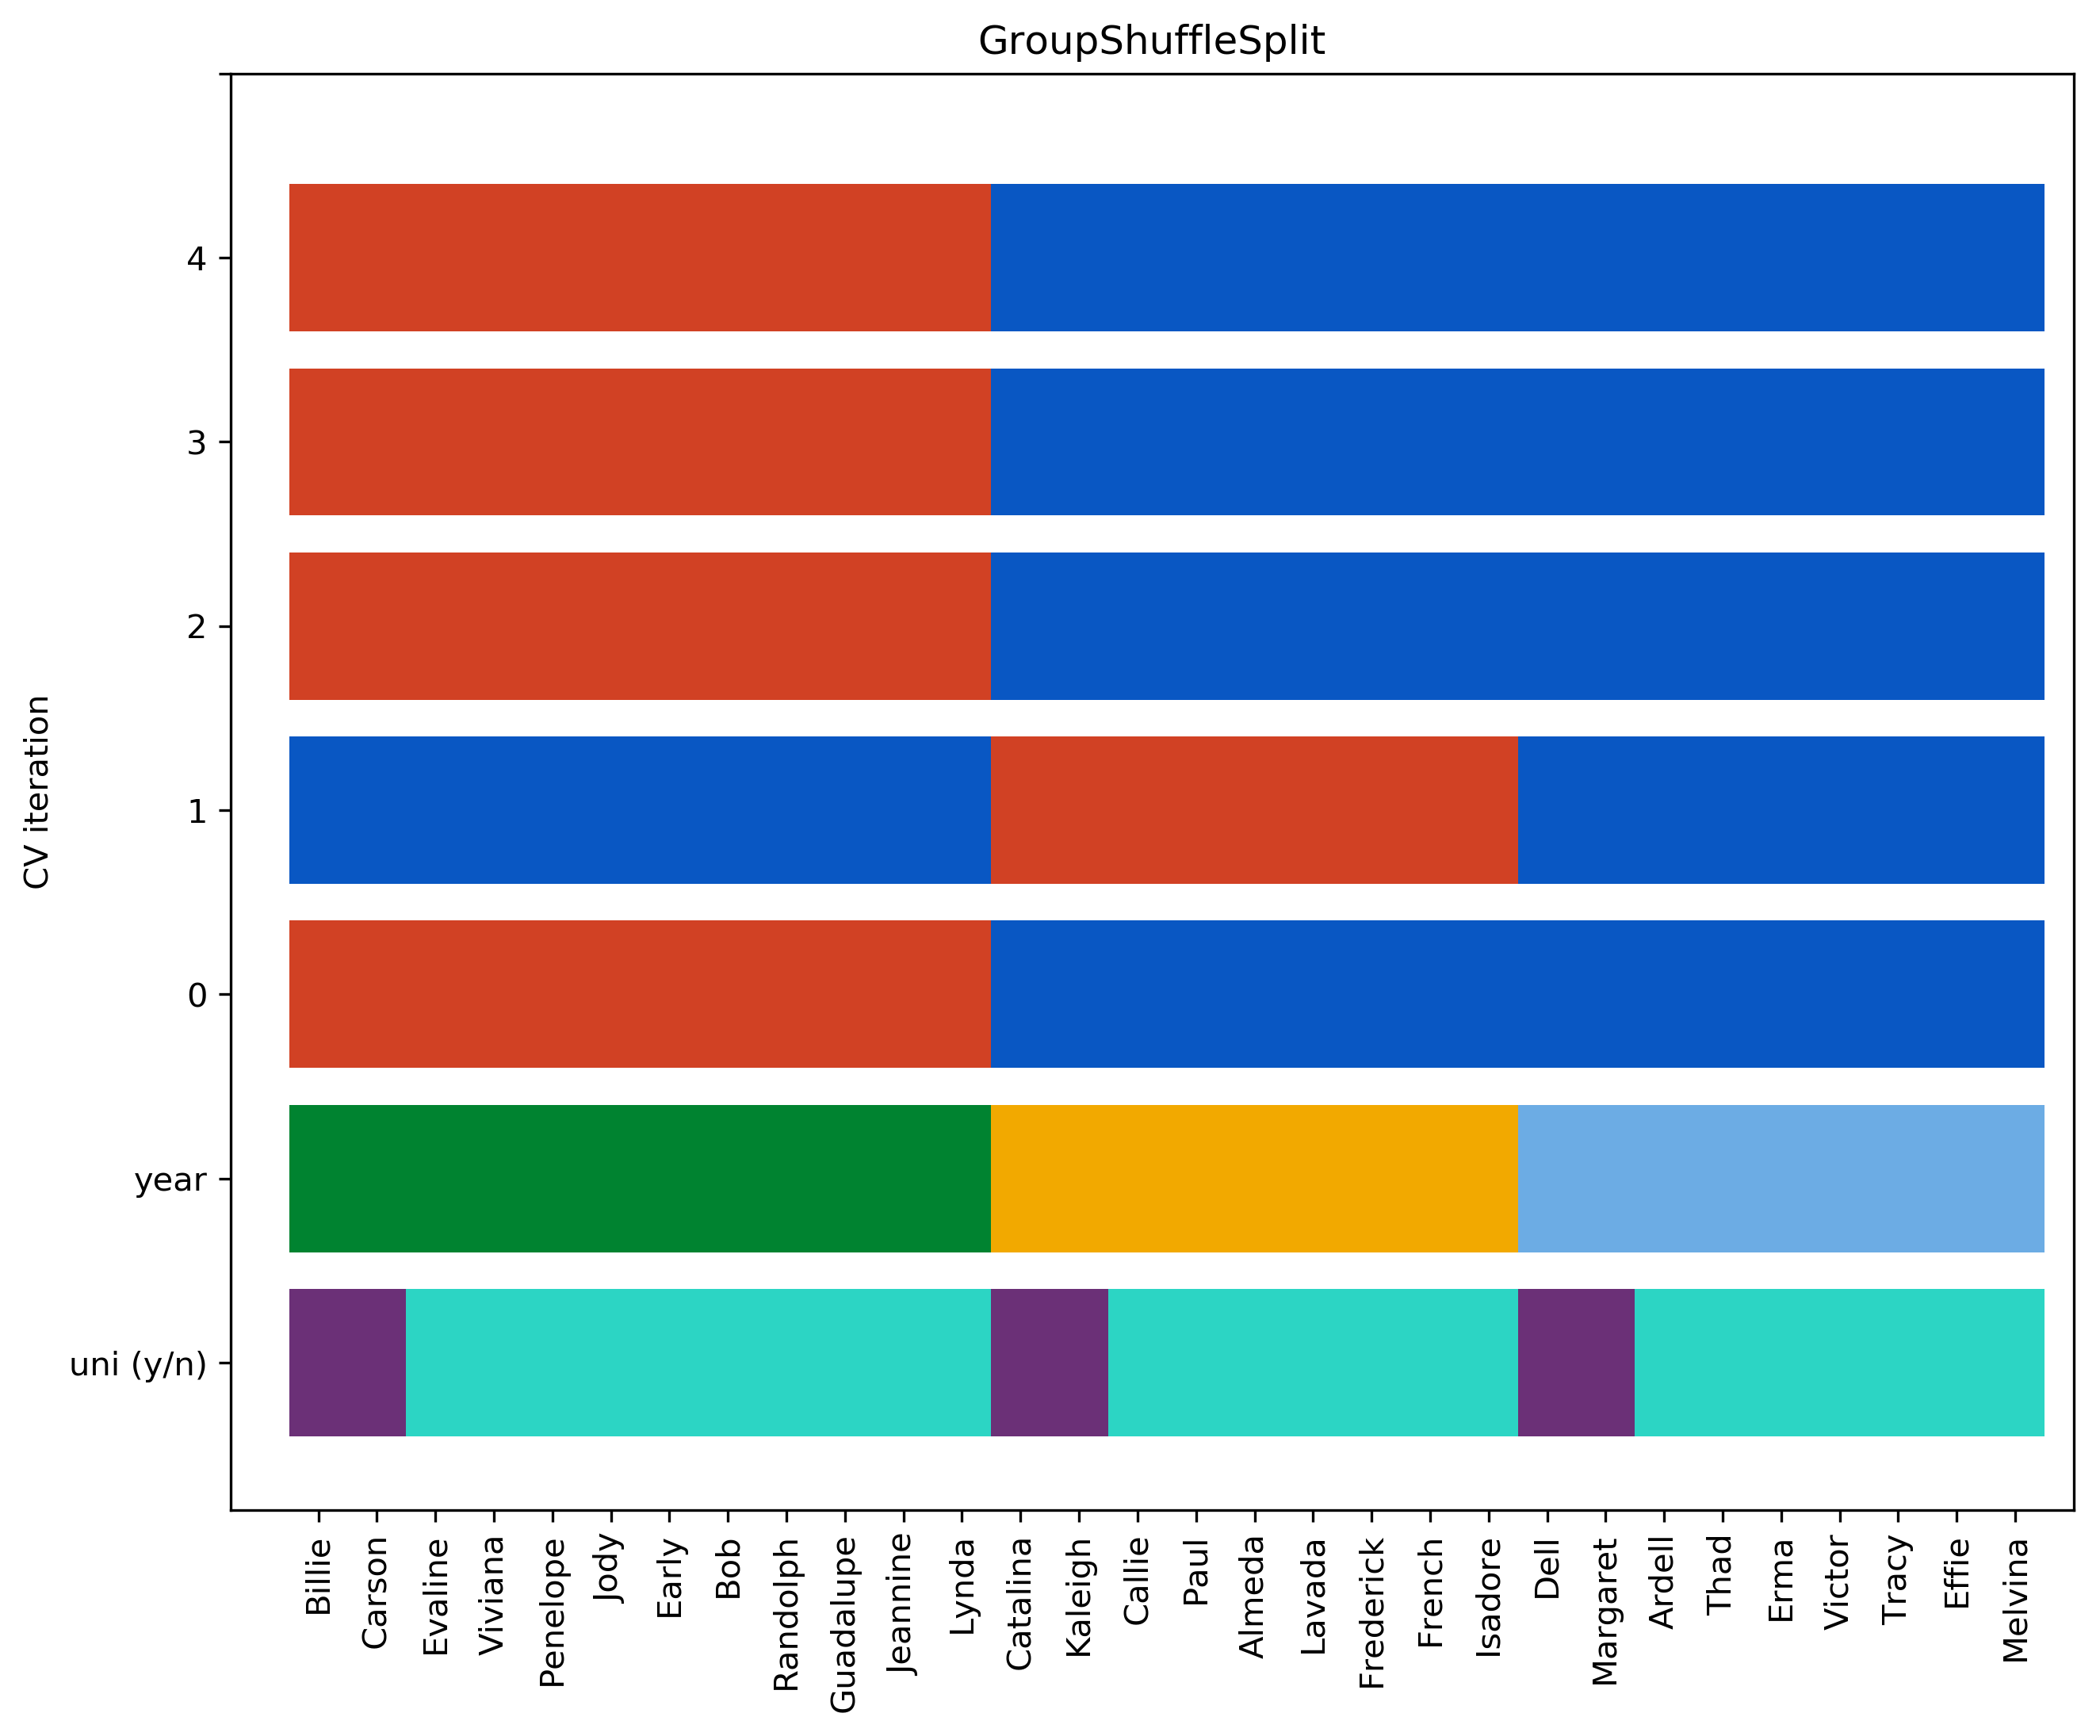 GroupShuffleSplit
CV iteration
4
3
2
1
0
year
uni (y/n)
Billie
Carson
Evaline
Viviana
Penelope
Jody
Early
Bob
Randolph
Guadalupe
Jeannine
Lynda
Catalina
Kaleigh
Callie
Paul
Almeda
Lavada
Frederick
French
Isadore
Dell
Margaret
Ardell
Thad
Erma
Victor
Tracy
Effie
Melvina